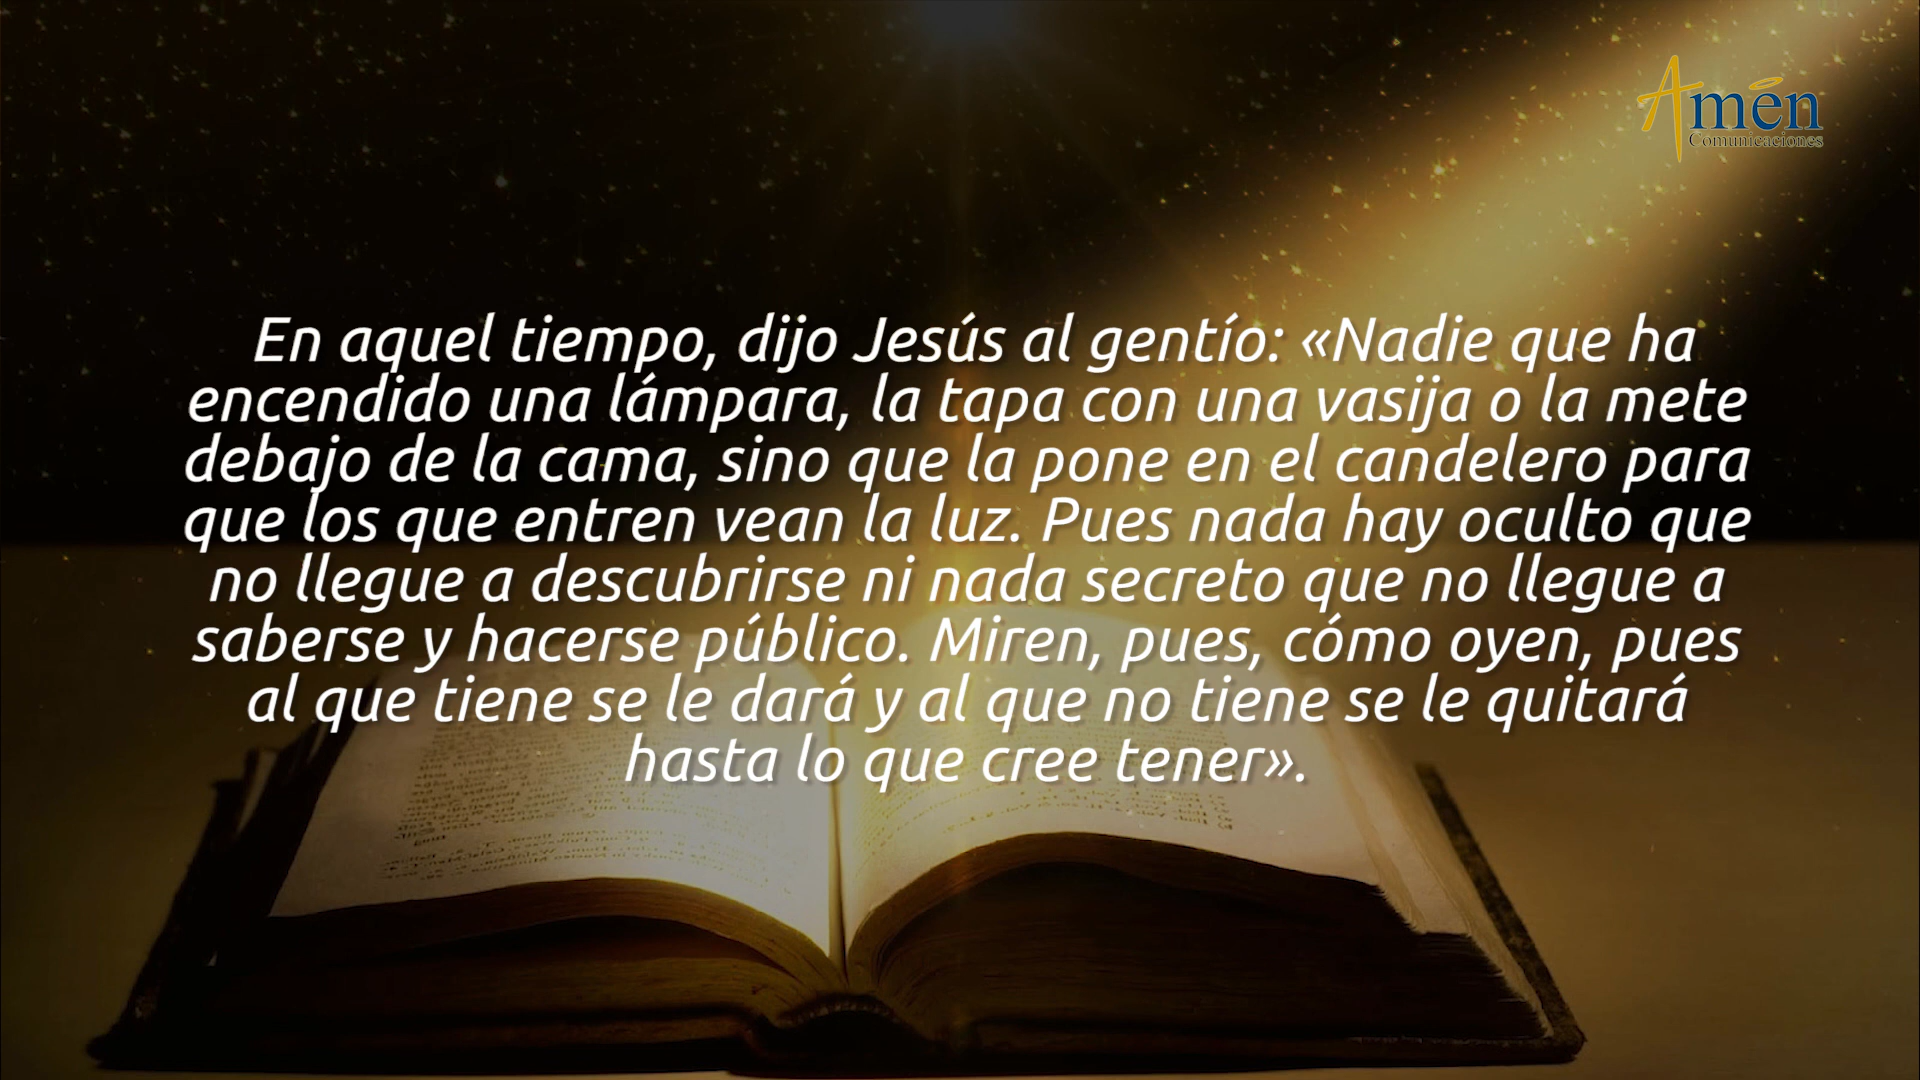 Amén
Comunicaciones
En aquel tiempo, dijo Jesús al gentío: «Nadie que ha
encendido una lámpara, la tapa con una vasija o la mete
debajo de la cama, sino que la pone en el candelero para
que los que entren vean la luz. Pues nada hay oculto que
no llegue a descubrirse ni nada secreto que no llegue a
saberse y hacerse público. Miren, pues, cómo oyen, pues
al que tiene se le dará y al que no tiene se le quitará
hasta lo que cree tener».